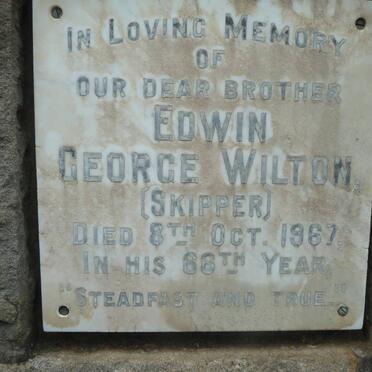 IN LOVING MEMORY
OF
OUR DEAR BROTHER
EDWIN
GEORGE WILTON,
(SKIPPER)
DIED 8TH OCT. 1967,
IN HIS 66TH YEAR.
"STEADFAST AND TRUE."